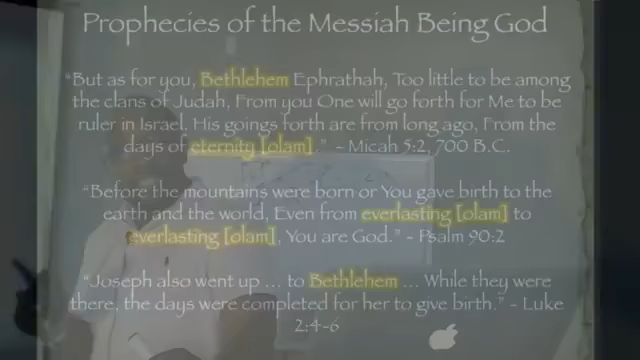 Prophecies of the Messiah Being God
“But as for you, Bethlehem Ephrathah, Too little to be among
the clans of Judah, From you One will go forth for Me to be
ruler in Israel. His goings forth are from long ago, From the
days of eternity [olam].” ~ Micah 5:2, 700 B.C.
“Before the mountains were born or You gave birth to the
earth and the world, Even from everlasting [olam] to
everlasting [olam], You are God.” ~ Psalm 90:2
“Joseph also went up ... to Bethlehem ... While they were
there, the days were completed for her to give birth.” ~ Luke
2:4-6